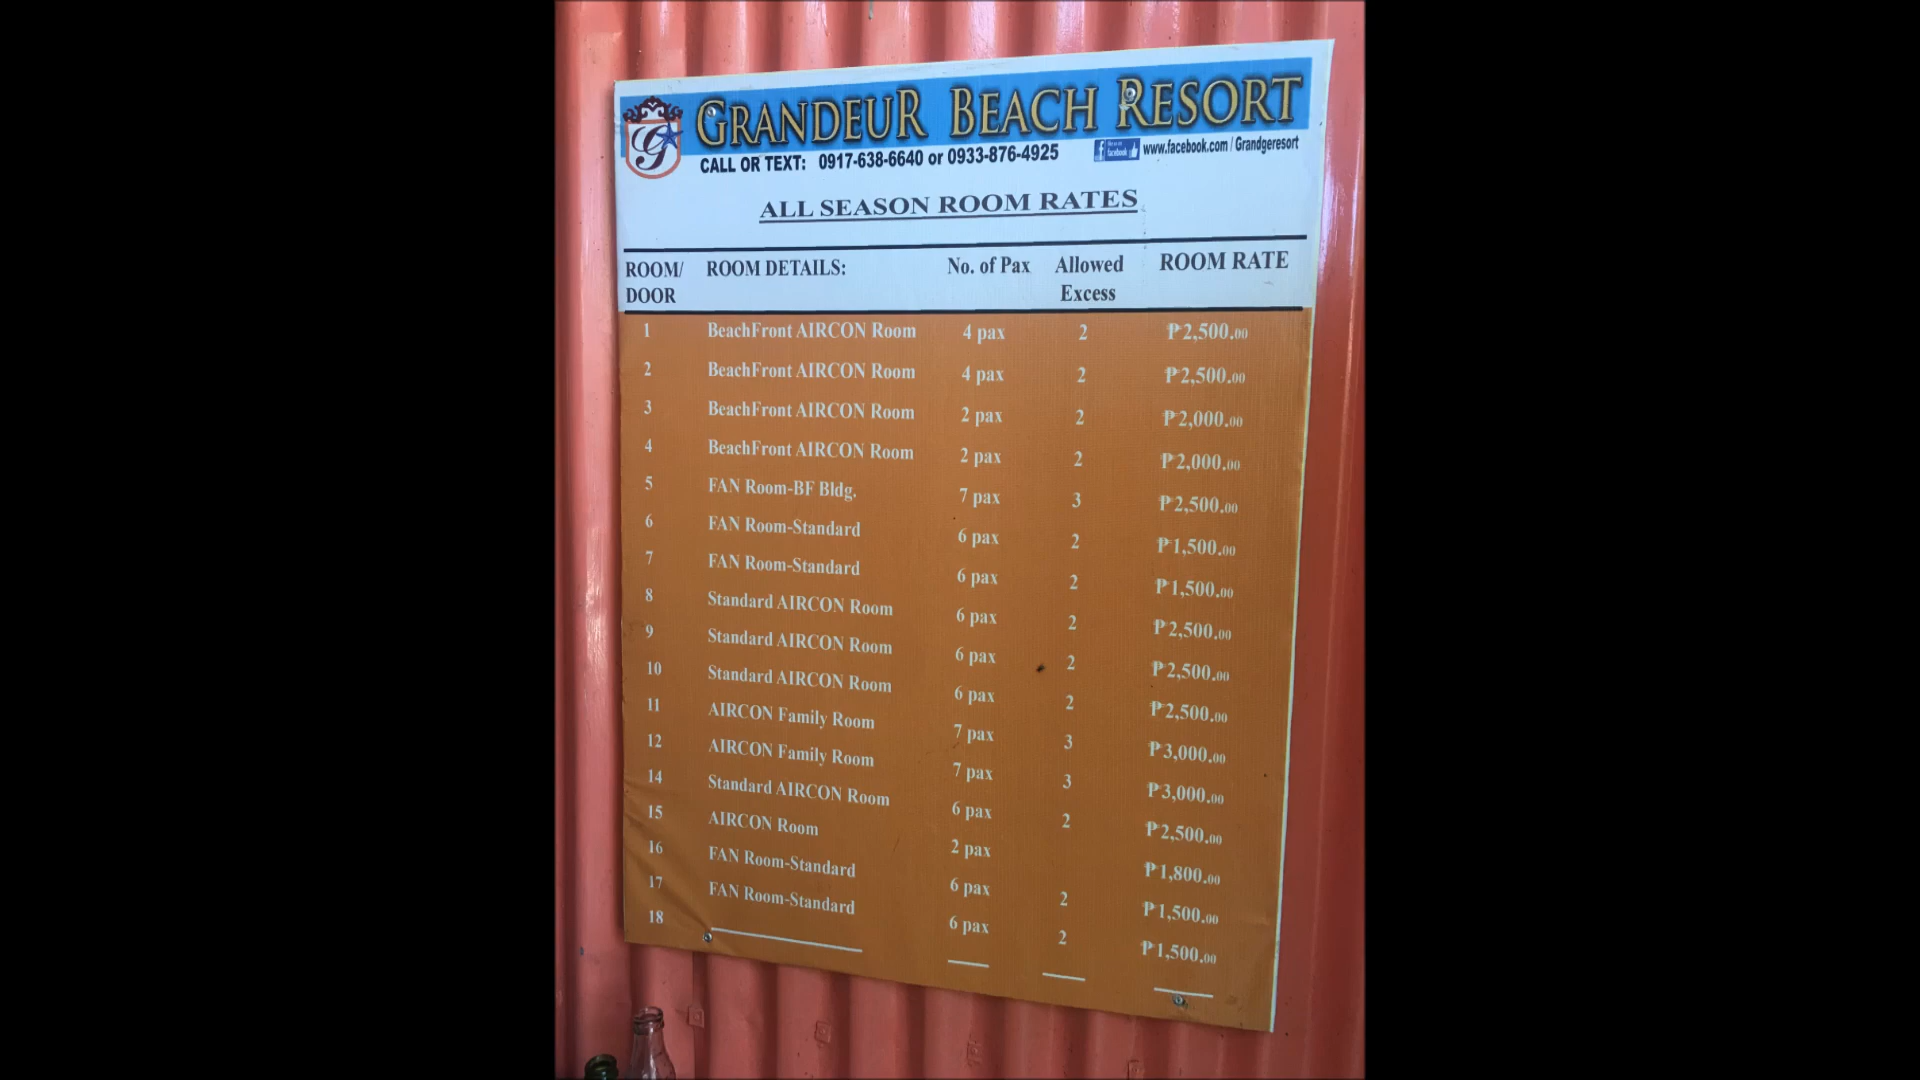 GRANDEUR BEACH RESORT
CALL OR TEXT: 0917-638-6640 or 0933-876-4925 f facebook www.facebook.com / Grandgeresort
ALL SEASON ROOM RATES
ROOM/ DOOR ROOM DETAILS: No. of Pax Allowed Excess ROOM RATE
1 BeachFront AIRCON Room 4 pax 2 ₱2,500.00
2 BeachFront AIRCON Room 4 pax 2 ₱2,500.00
3 BeachFront AIRCON Room 2 pax 2 ₱2,000.00
4 BeachFront AIRCON Room 2 pax 2 ₱2,000.00
5 FAN Room-BF Bldg. 7 pax 3 ₱2,500.00
6 FAN Room-Standard 6 pax 2 ₱1,500.00
7 FAN Room-Standard 6 pax 2 ₱1,500.00
8 Standard AIRCON Room 6 pax 2 ₱2,500.00
9 Standard AIRCON Room 6 pax 2 ₱2,500.00
10 Standard AIRCON Room 6 pax 2 ₱2,500.00
11 AIRCON Family Room 7 pax 3 ₱3,000.00
12 AIRCON Family Room 7 pax 3 ₱3,000.00
14 Standard AIRCON Room 6 pax 2 ₱2,500.00
15 AIRCON Room 2 pax ₱1,800.00
16 FAN Room-Standard 6 pax 2 ₱1,500.00
17 FAN Room-Standard 6 pax 2 ₱1,500.00
18